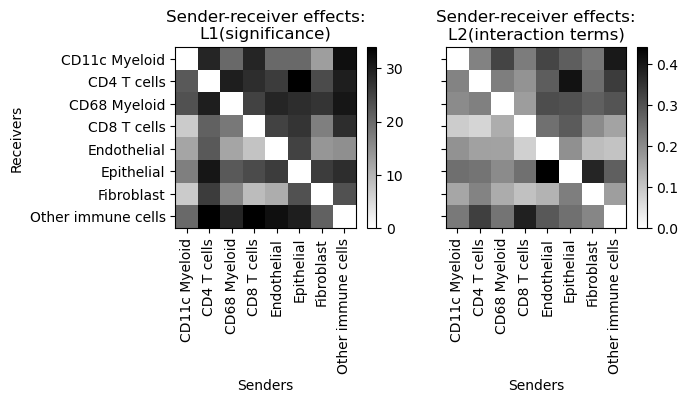 Sender-receiver effects:
L1(significance)
Sender-receiver effects:
L2(interaction terms)
Receivers
CD11c Myeloid
CD4 T cells
CD68 Myeloid
CD8 T cells
Endothelial
Epithelial
Fibroblast
Other immune cells
30
20
10
0
0.4
0.3
0.2
0.1
0.0
CD11c Myeloid
CD4 T cells
CD68 Myeloid
CD8 T cells
Endothelial
Epithelial
Fibroblast
Other immune cells
Senders
CD11c Myeloid
CD4 T cells
CD68 Myeloid
CD8 T cells
Endothelial
Epithelial
Fibroblast
Other immune cells
Senders